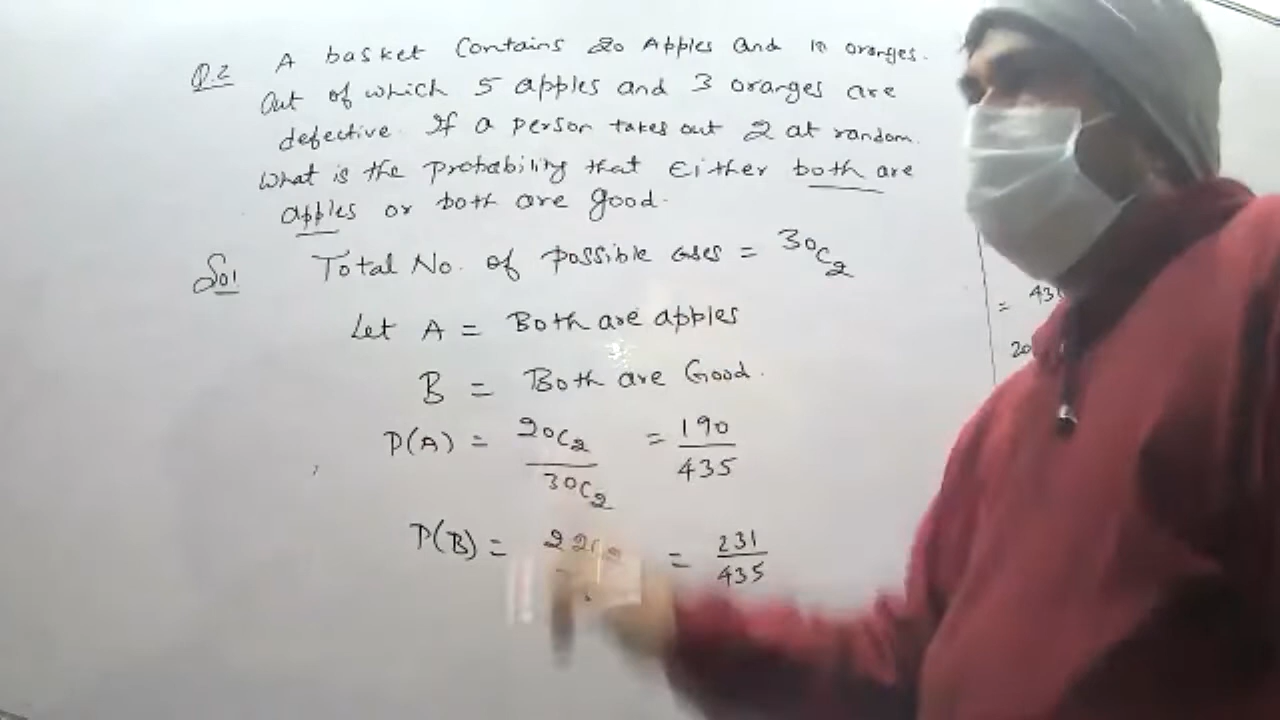 Q.2 A basket Contains 20 Apples and 10 oranges.
Out of which 5 apples and 3 oranges are
defective. If a person takes out 2 at random.
What is the probability that Either both are
apples or both are good.
Sol Total No. of possible cases = 30C2
Let A = Both are apples
B = Both are Good.
P(A) = 20C2 / 30C2 = 190 / 435
P(B) = 22C2 = 231 / 435
= 435
20